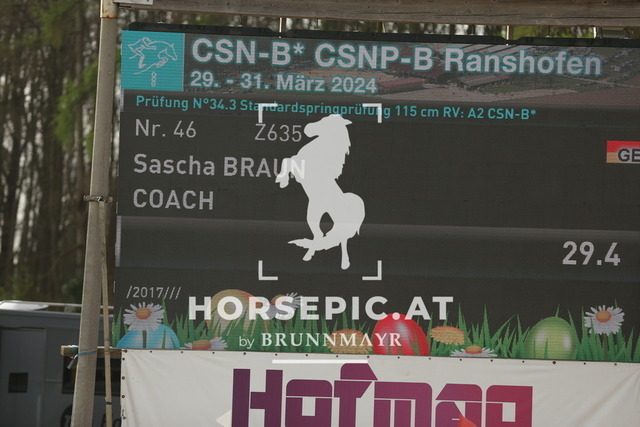 CSN-B* CSNP-B Ranshofen
29. - 31. März 2024
Prüfung N°34.3 Standardspringprüfung 115 cm RV: A2 CSN-B*
Nr. 46 Z635
GE
Sascha BRAUN
COACH
29.4
/2017///
HORSEPIC.AT
by BRUNNMAYR